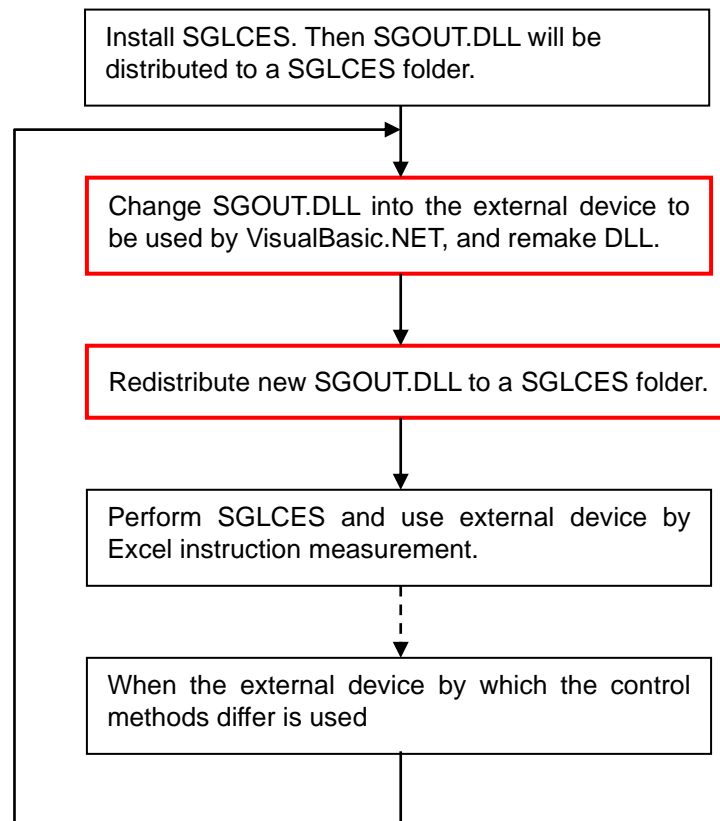 Install SGLCES. Then SGOUT.DLL will be
distributed to a SGLCES folder.
Change SGOUT.DLL into the external device to
be used by VisualBasic.NET, and remake DLL.
Redistribute new SGOUT.DLL to a SGLCES folder.
Perform SGLCES and use external device by
Excel instruction measurement.
When the external device by which the control
methods differ is used